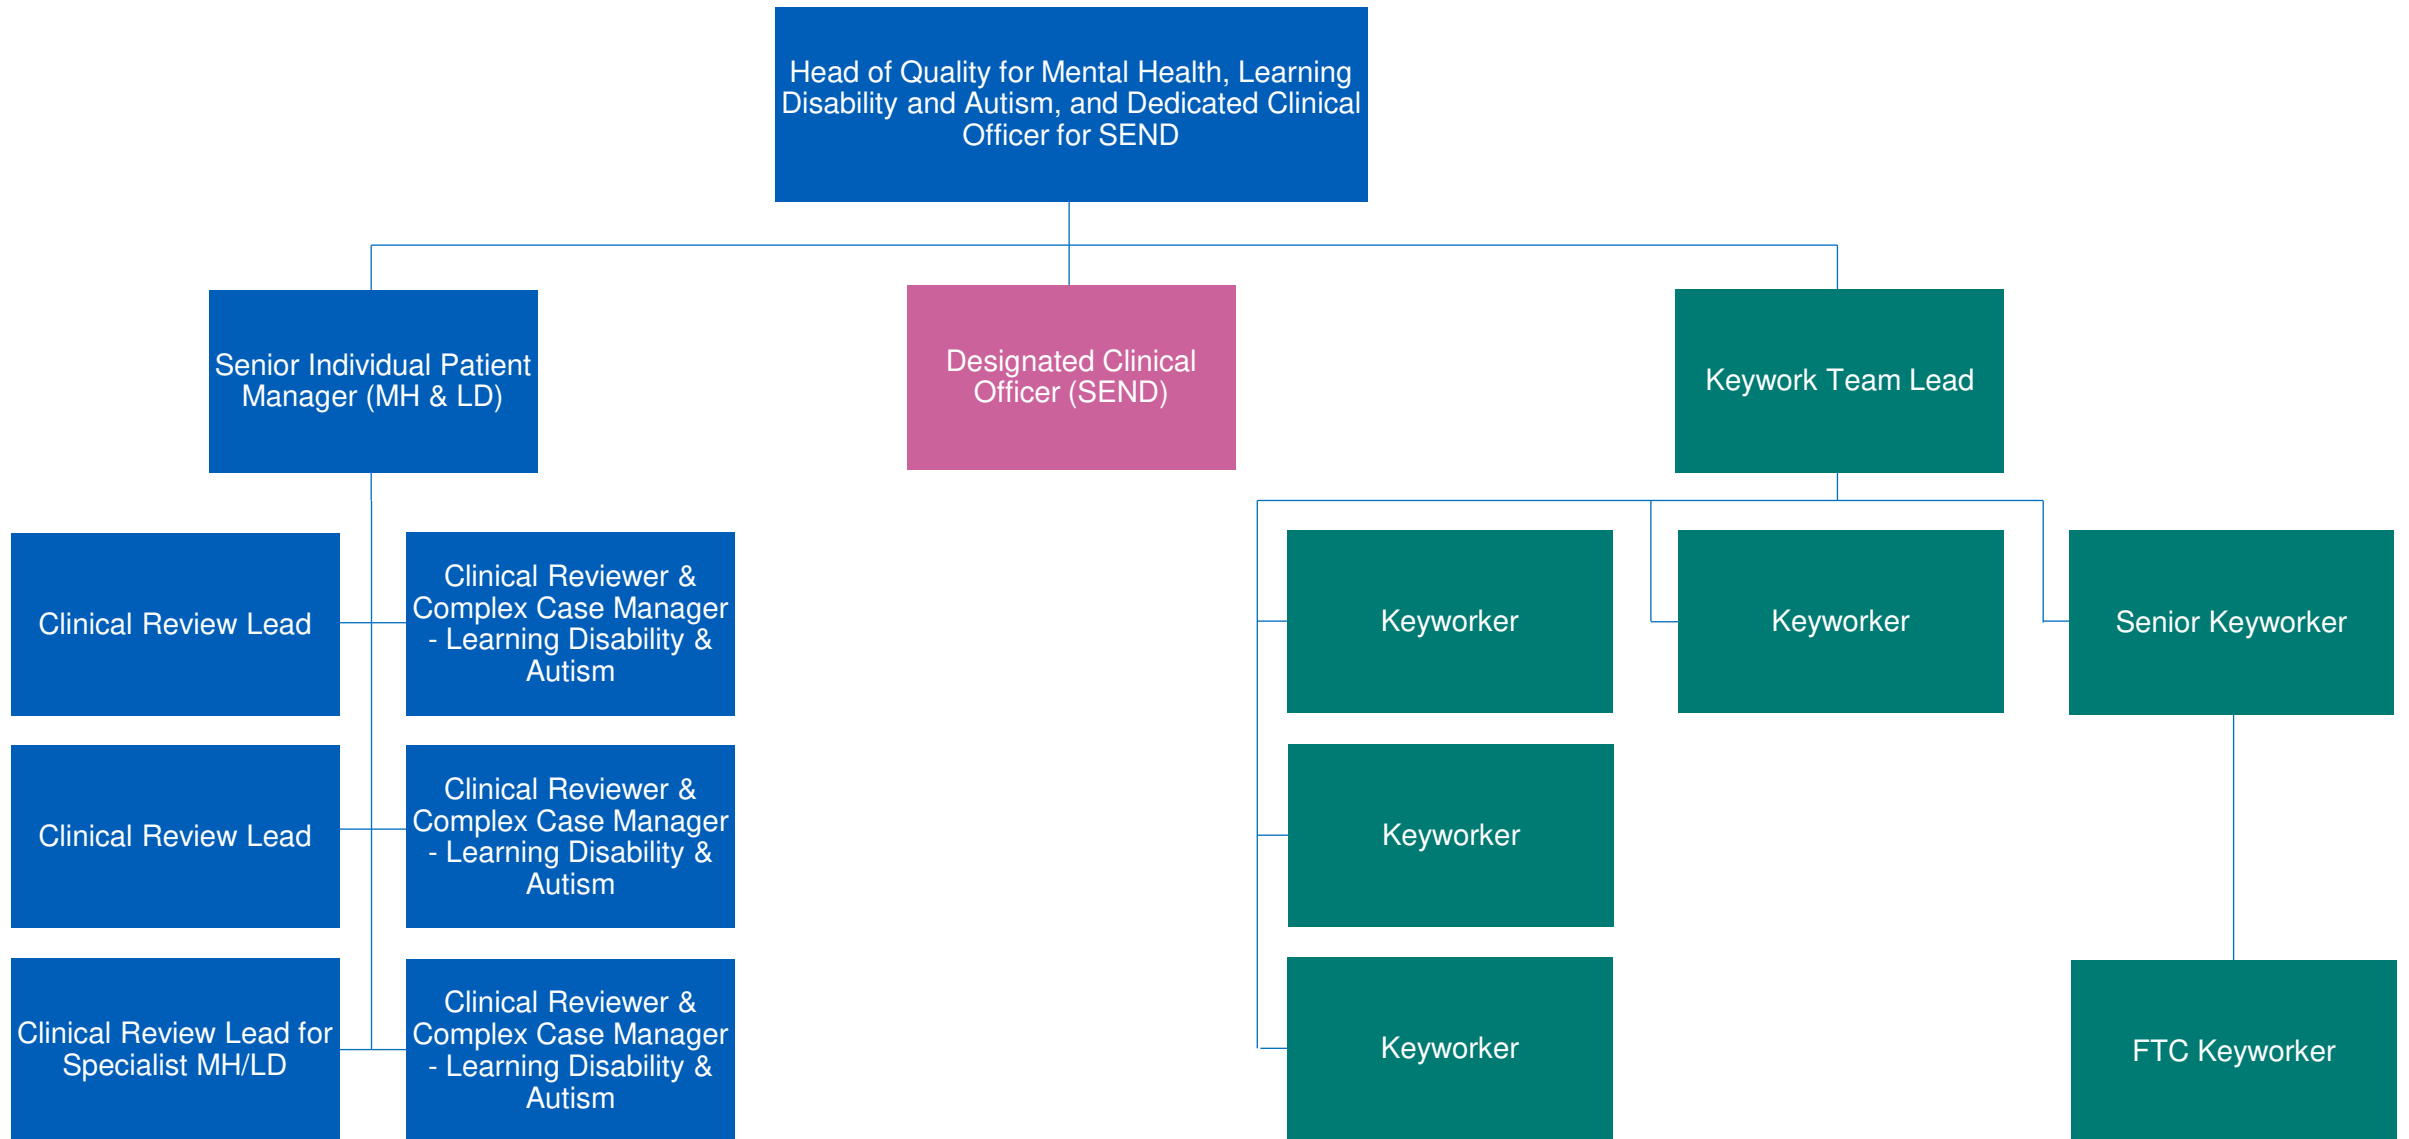 Head of Quality for Mental Health, Learning
Disability and Autism, and Dedicated Clinical
Officer for SEND
Senior Individual Patient
Manager (MH & LD)
Designated Clinical
Officer (SEND)
Keywork Team Lead
Clinical Review Lead
Clinical Reviewer &
Complex Case Manager
- Learning Disability &
Autism
Keyworker
Keyworker
Senior Keyworker
Clinical Review Lead
Clinical Reviewer &
Complex Case Manager
- Learning Disability &
Autism
Keyworker
Clinical Review Lead for
Specialist MH/LD
Clinical Reviewer &
Complex Case Manager
- Learning Disability &
Autism
Keyworker
FTC Keyworker